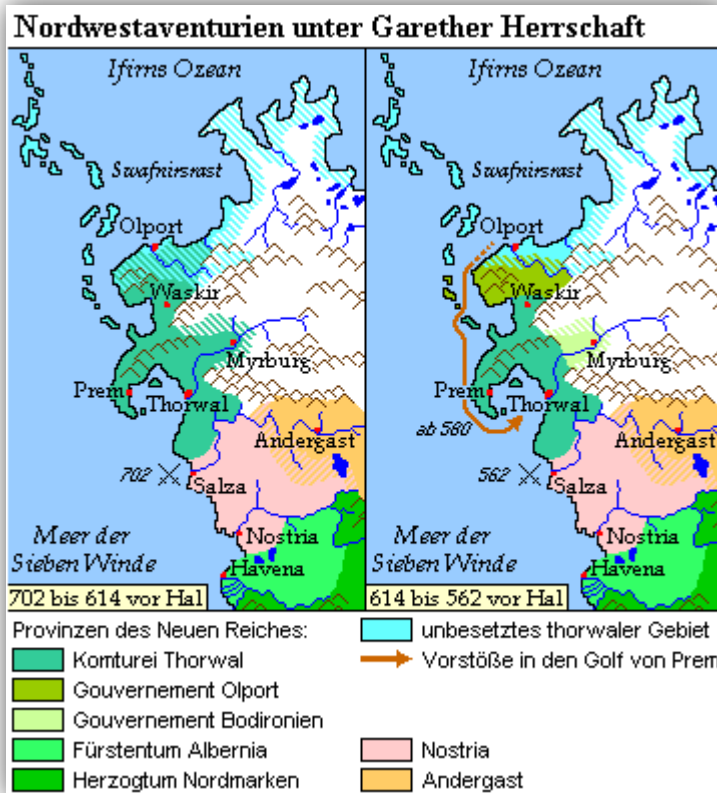 Nordwestaventurien unter Garether Herrschaft
Ifirns Ozean
Swafnirsrast
Olport
Waskir
Myrburg
Prem
Thorwal
Andergast
702
Salza
Meer der
Sieben Winde
Nostria
Havena
702 bis 614 vor Hal
Ifirns Ozean
Swafnirsrast
Olport
Waskir
Myrburg
Prem
Thorwal
ab 580
Andergast
562
Salza
Meer der
Sieben Winde
Nostria
Havena
614 bis 562 vor Hal
Provinzen des Neuen Reiches:
Komturei Thorwal
Gouvernement Olport
Gouvernement Bodironien
Fürstentum Albernia
Herzogtum Nordmarken
unbesetztes thorwaler Gebiet
Vorstöße in den Golf von Prem
Nostria
Andergast